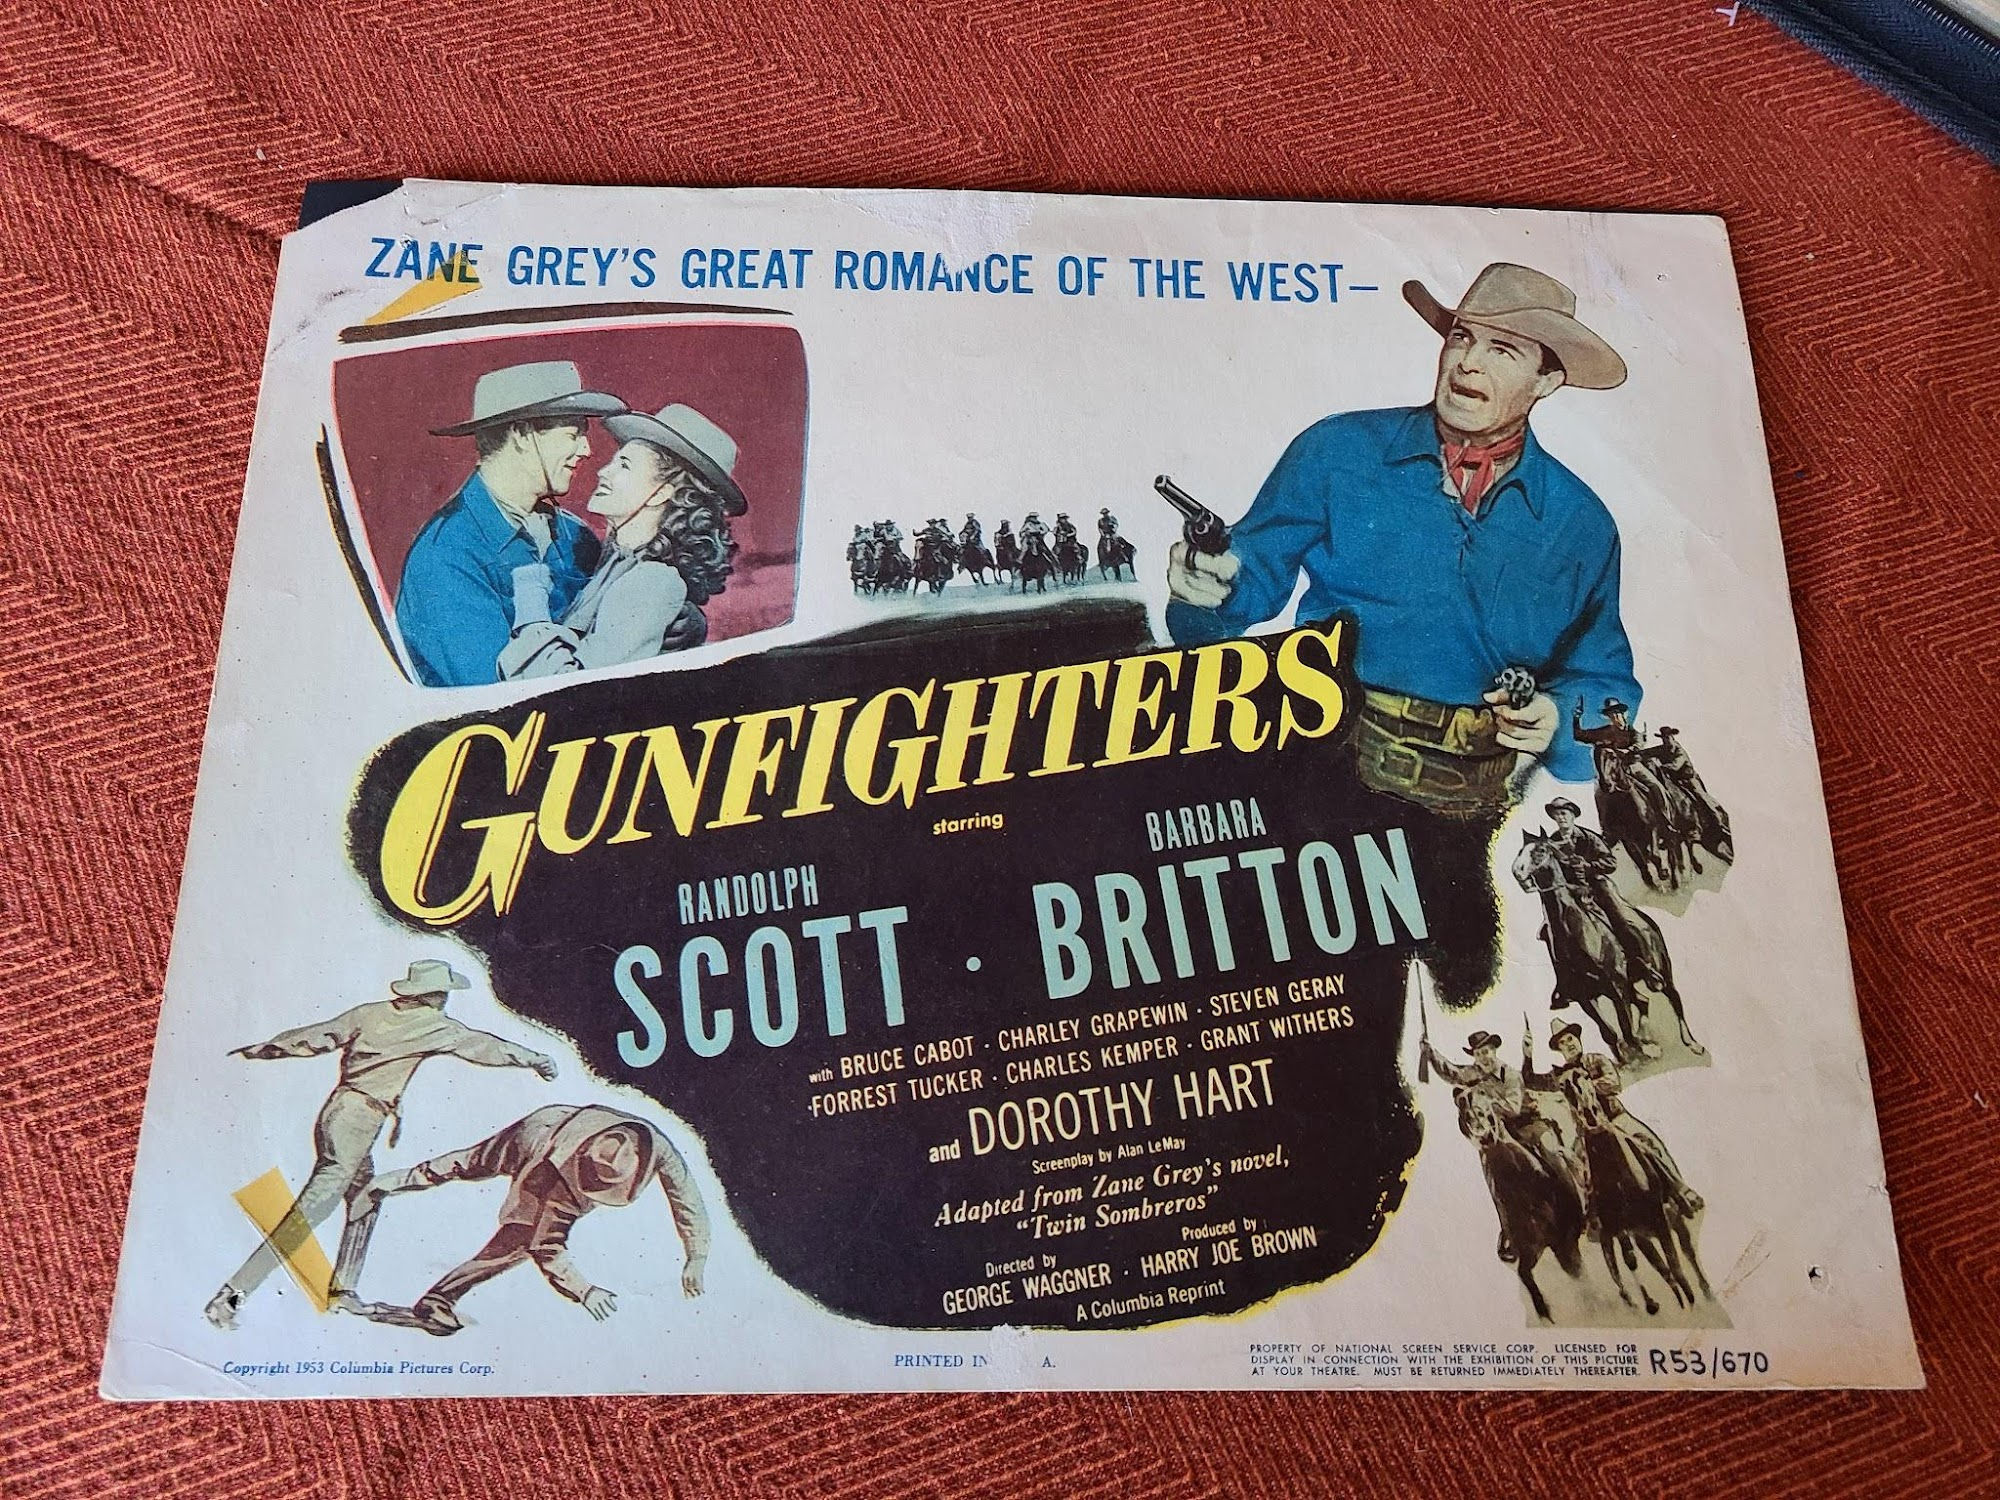 ZANE GREY'S GREAT ROMANCE OF THE WEST—
GUNFIGHTERS
starring
RANDOLPH
SCOTT ·
BARBARA
BRITTON
with BRUCE CABOT · CHARLEY GRAPEWIN · STEVEN GERAY
·FORREST TUCKER · CHARLES KEMPER · GRANT WITHERS
and DOROTHY HART
Screenplay by Alan LeMay
Adapted from Zane Grey's novel,
"Twin Sombreros"
Directed by
GEORGE WAGGNER ·
Produced by
HARRY JOE BROWN
A Columbia Reprint
Copyright 1953 Columbia Pictures Corp.
PRINTED IN A.
PROPERTY OF NATIONAL SCREEN SERVICE CORP. LICENSED FOR
DISPLAY IN CONNECTION WITH THE EXHIBITION OF THIS PICTURE
AT YOUR THEATRE. MUST BE RETURNED IMMEDIATELY THEREAFTER.
R53/670